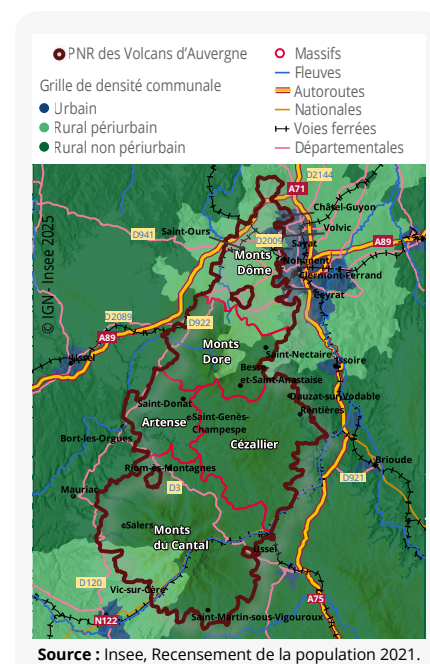 PNR des Volcans d'Auvergne
Grille de densité communale
Urbain
Rural périurbain
Rural non périurbain
Massifs
Fleuves
Autoroutes
Nationales
Voies ferrées
Départementales
© IGN - Insee 2025
D2144
A71
Châtel-Guyon
Volvic
D941
Saint-Ours
D2009
Sayat
A89
Nohanent
Monts
Dôme
Clermont-Ferrand
Ceyrat
D2089
D922
A89
Ussel
Monts
Dore
Saint-Nectaire
Issoire
Besse-
et-Saint-Anastaise
Dauzat-sur-Vodable
Rentières
Saint-Donat
Saint-Genès-
Champespe
Artense
Cézallier
Bort-les-Orgues
Brioude
Riom-ès-Montagnes
D921
D3
Mauriac
Salers
Monts
du Cantal
Ussel
D120
Vic-sur-Cère
A75
N122
Saint-Martin-sous-Vigouroux
Source : Insee, Recensement de la population 2021.